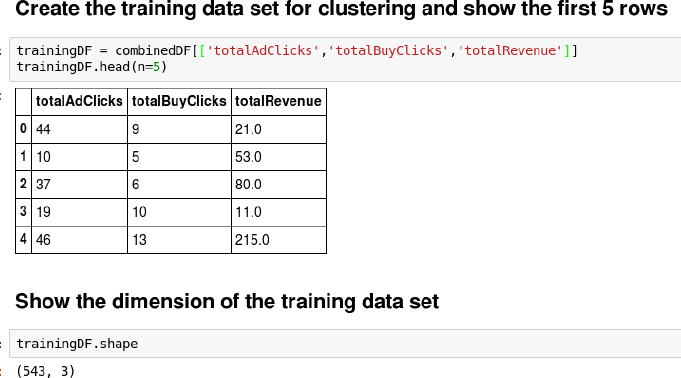 Create the training data set for clustering and show the first 5 rows
trainingDF = combinedDF[['totalAdClicks','totalBuyClicks','totalRevenue']]
trainingDF.head(n=5)
totalAdClicks totalBuyClicks totalRevenue
0 44 9 21.0
1 10 5 53.0
2 37 6 80.0
3 19 10 11.0
4 46 13 215.0
Show the dimension of the training data set
trainingDF.shape
(543, 3)